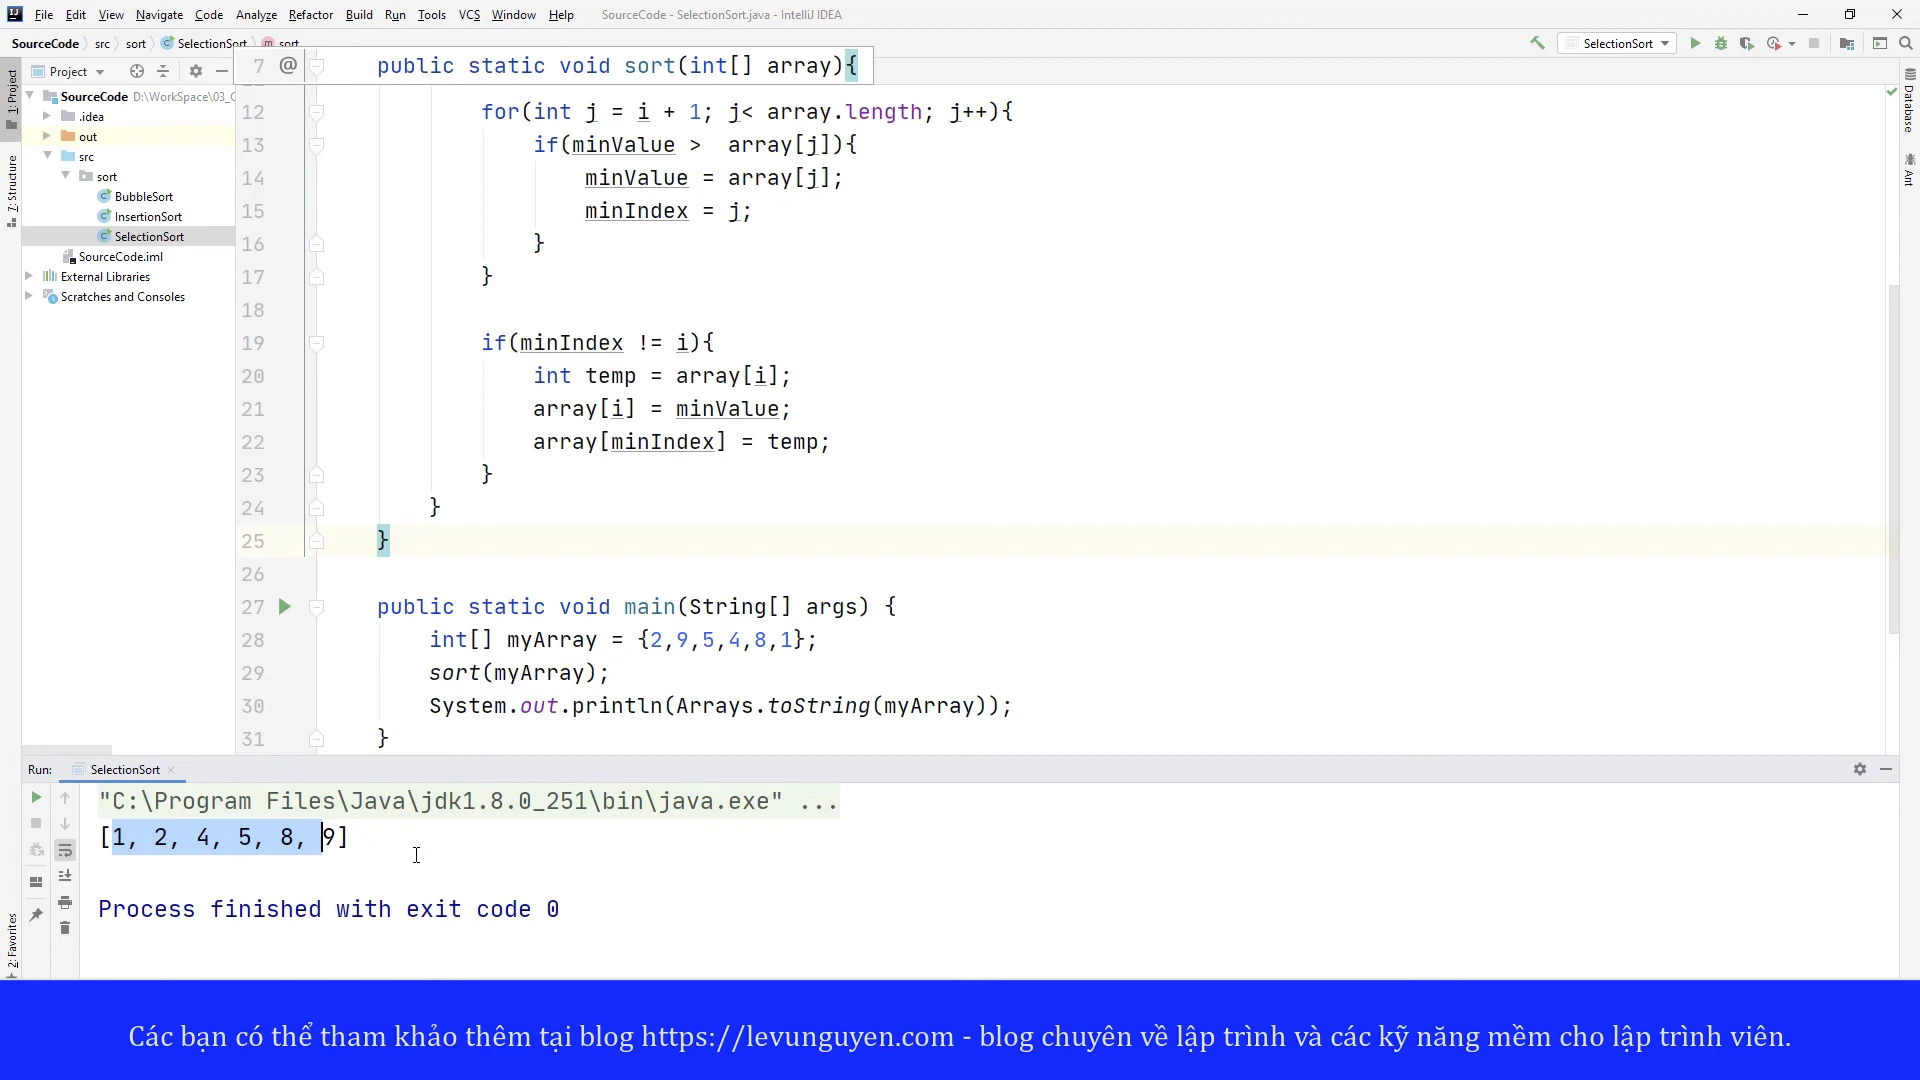 File Edit View Navigate Code Analyze Refactor Build Run Tools VCS Window Help SourceCode - SelectionSort.java - IntelliJ IDEA
SourceCode src sort SelectionSort sort SelectionSort
1: Project
7: Structure
2: Favorites
Database
Ant
Project
SourceCode D:\WorkSpace\03_
.idea
out
src
sort
BubbleSort
InsertionSort
SelectionSort
SourceCode.iml
External Libraries
Scratches and Consoles
7 @ public static void sort(int[] array){
12 for(int j = i + 1; j< array.length; j++){
13 if(minValue >  array[j]){
14 minValue = array[j];
15 minIndex = j;
16 }
17 }
18
19 if(minIndex != i){
20 int temp = array[i];
21 array[i] = minValue;
22 array[minIndex] = temp;
23 }
24 }
25 }
26
27 public static void main(String[] args) {
28 int[] myArray = {2,9,5,4,8,1};
29 sort(myArray);
30 System.out.println(Arrays.toString(myArray));
31 }
Run: SelectionSort
"C:\Program Files\Java\jdk1.8.0_251\bin\java.exe" ...
[1, 2, 4, 5, 8, 9]
Process finished with exit code 0
Các bạn có thể tham khảo thêm tại blog https://levunguyen.com - blog chuyên về lập trình và các kỹ năng mềm cho lập trình viên.